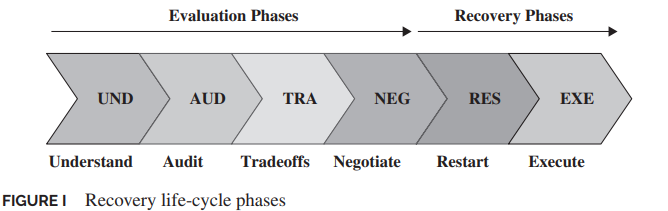 Evaluation Phases Recovery Phases
UND AUD TRA NEG RES EXE
Understand Audit Tradeoffs Negotiate Restart Execute
FIGURE I Recovery life-cycle phases